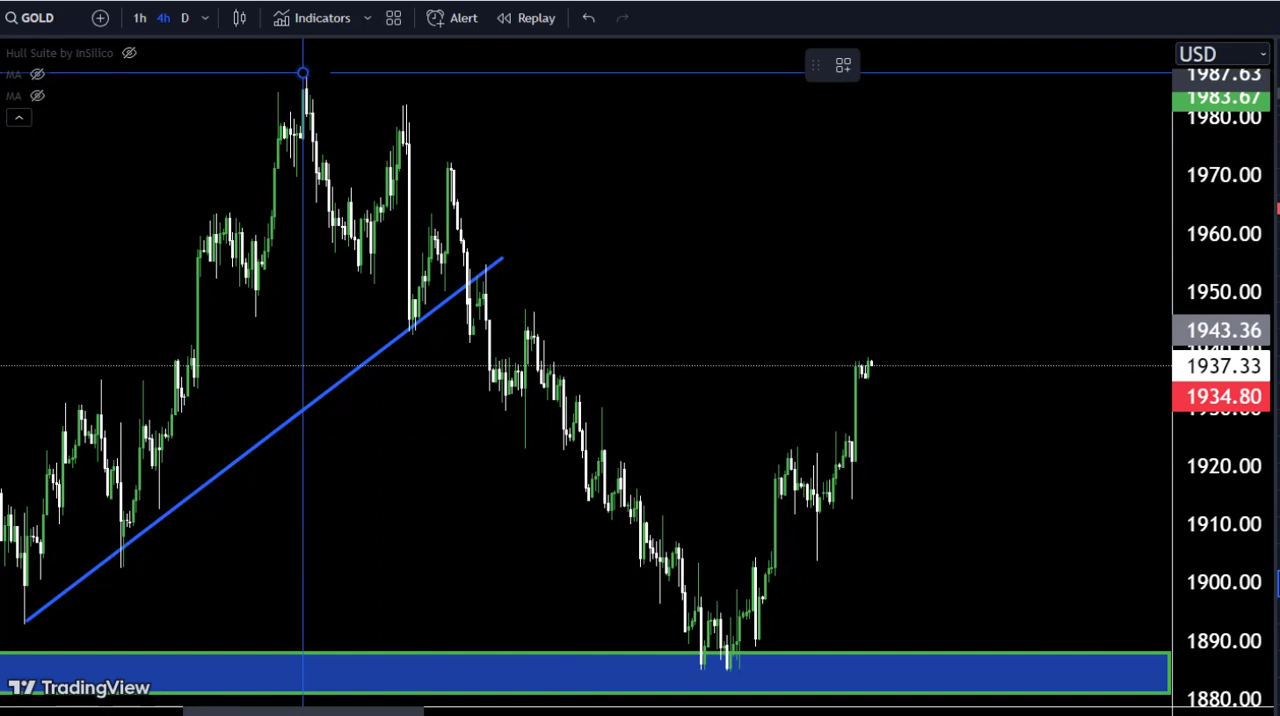 GOLD 1h 4h D Indicators Alert Replay
Hull Suite by InSilico
MA
MA
USD
1987.63
1983.67
1980.00
1970.00
1960.00
1950.00
1943.36
1937.33
1934.80
1920.00
1910.00
1900.00
1890.00
1880.00
TradingView